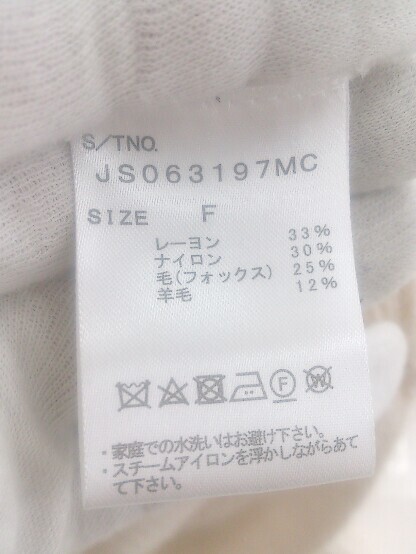 S/TNO.
JS063197MC
SIZE F
レーヨン 33%
ナイロン 30%
毛(フォックス) 25%
羊毛 12%
F W
・家庭での水洗いはお避け下さい。
・スチームアイロンを浮かしながらあて
て下さい。